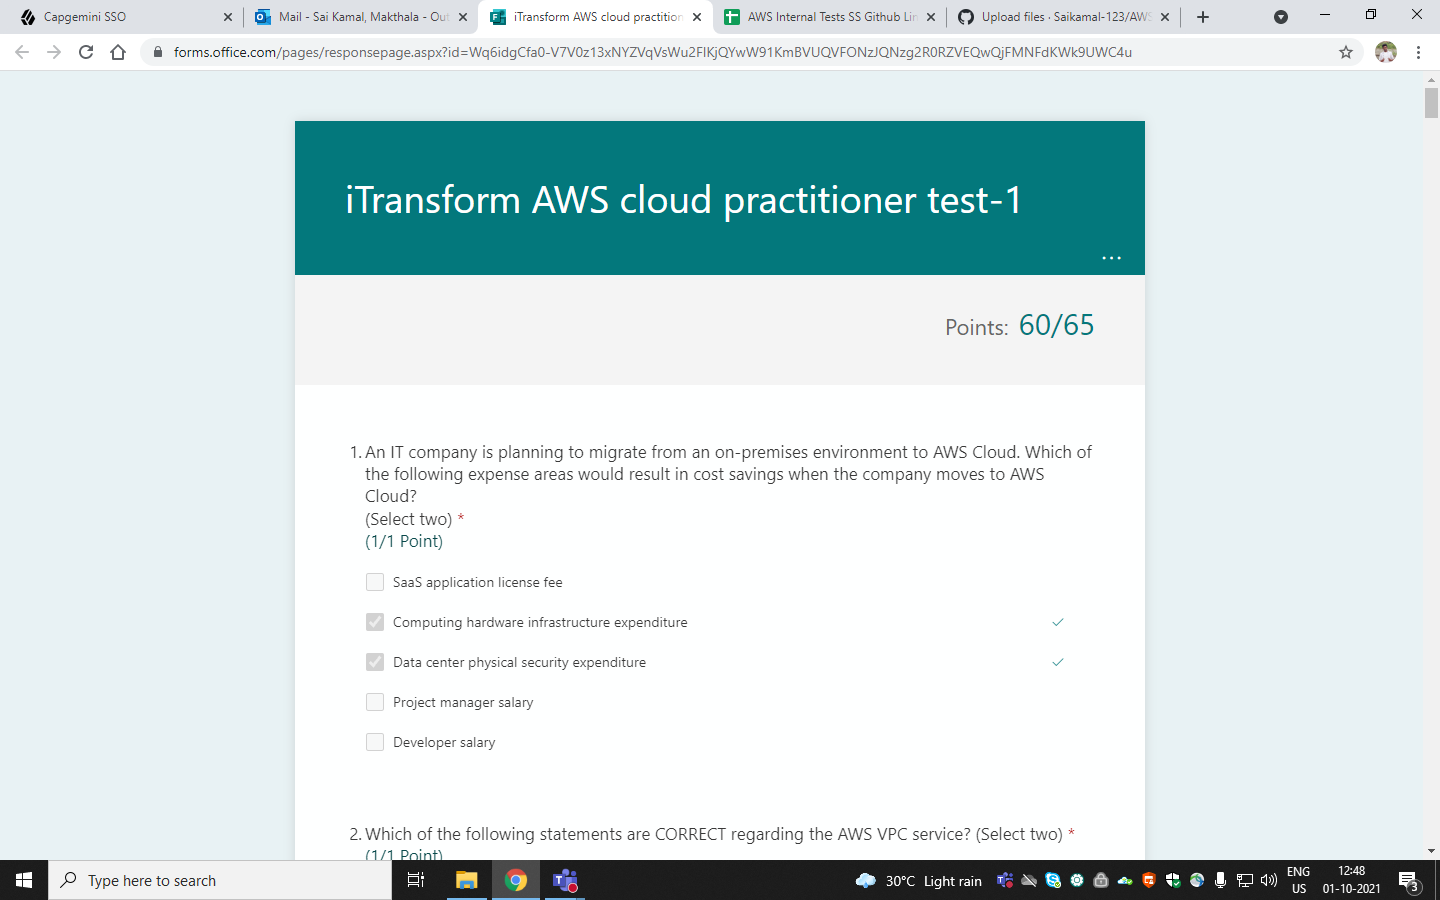 Capgemini SSO
Mail - Sai Kamal, Makthala - Out
iTransform AWS cloud practition
AWS Internal Tests SS Github Lin
Upload files · Saikamal-123/AWS
forms.office.com/pages/responsepage.aspx?id=Wq6idgCfa0-V7V0z13xNYZVqVsWu2FlKjQYwW91KmBVUQVFONzJQNzg2R0RZVEQwQjFMNFdKWk9UWC4u
iTransform AWS cloud practitioner test-1
...
Points: 60/65
1. An IT company is planning to migrate from an on-premises environment to AWS Cloud. Which of
the following expense areas would result in cost savings when the company moves to AWS
Cloud?
(Select two) *
(1/1 Point)
SaaS application license fee
Computing hardware infrastructure expenditure
Data center physical security expenditure
Project manager salary
Developer salary
2. Which of the following statements are CORRECT regarding the AWS VPC service? (Select two) *
(1/1 Point)
Type here to search
30°C Light rain
ENG
US
12:48
01-10-2021
3